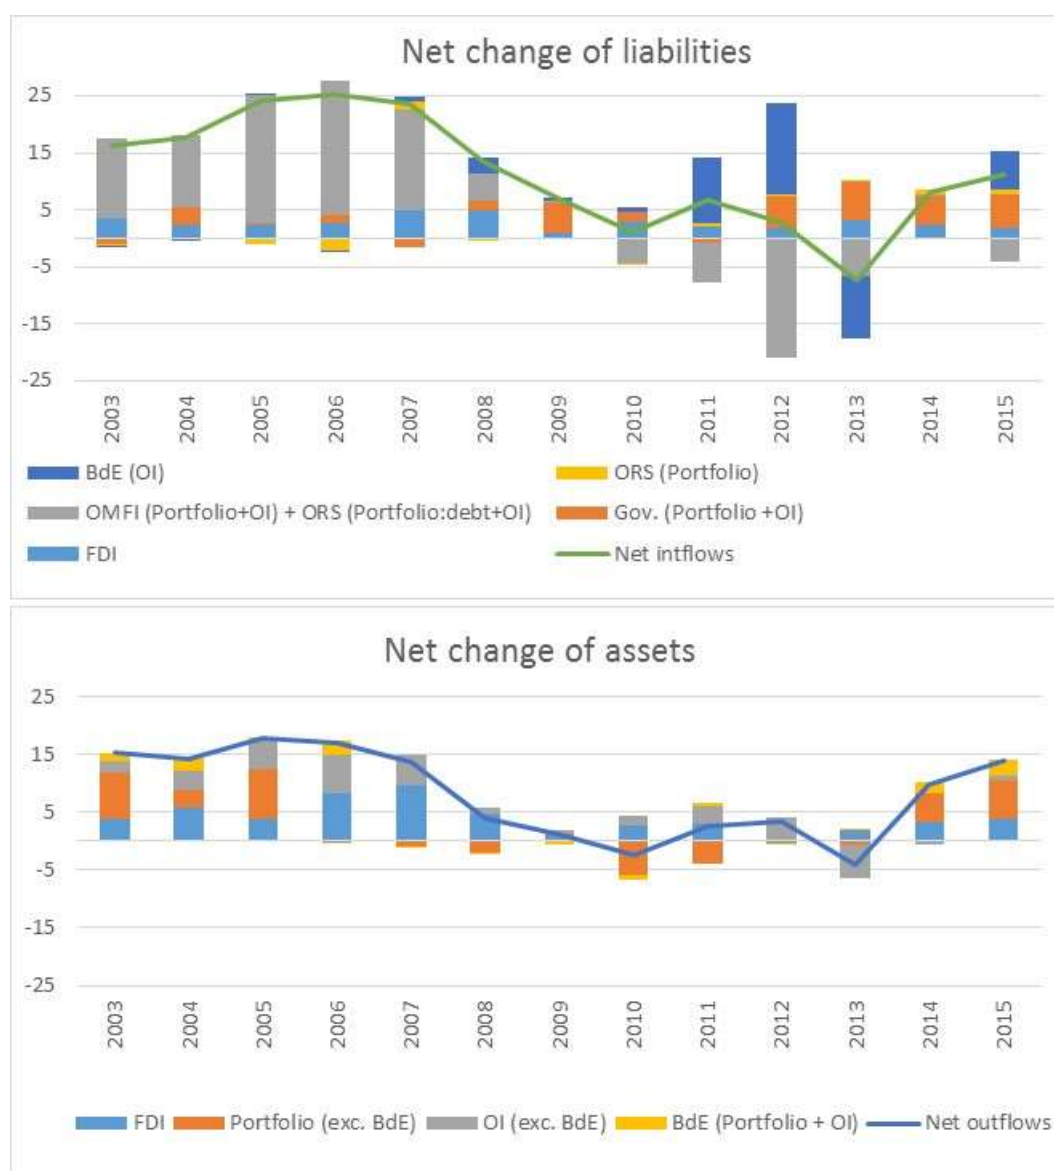 Net change of liabilities
25
15
5
-5
-15
-25
2003 2004 2005 2006 2007 2008 2009 2010 2011 2012 2013 2014 2015
BdE (OI) ORS (Portfolio)
OMFI (Portfolio+OI) + ORS (Portfolio:debt+OI) Gov. (Portfolio +OI)
FDI Net intflows
Net change of assets
25
15
5
-5
-15
-25
2003 2004 2005 2006 2007 2008 2009 2010 2011 2012 2013 2014 2015
FDI Portfolio (exc. BdE) OI (exc. BdE) BdE (Portfolio + OI) Net outflows